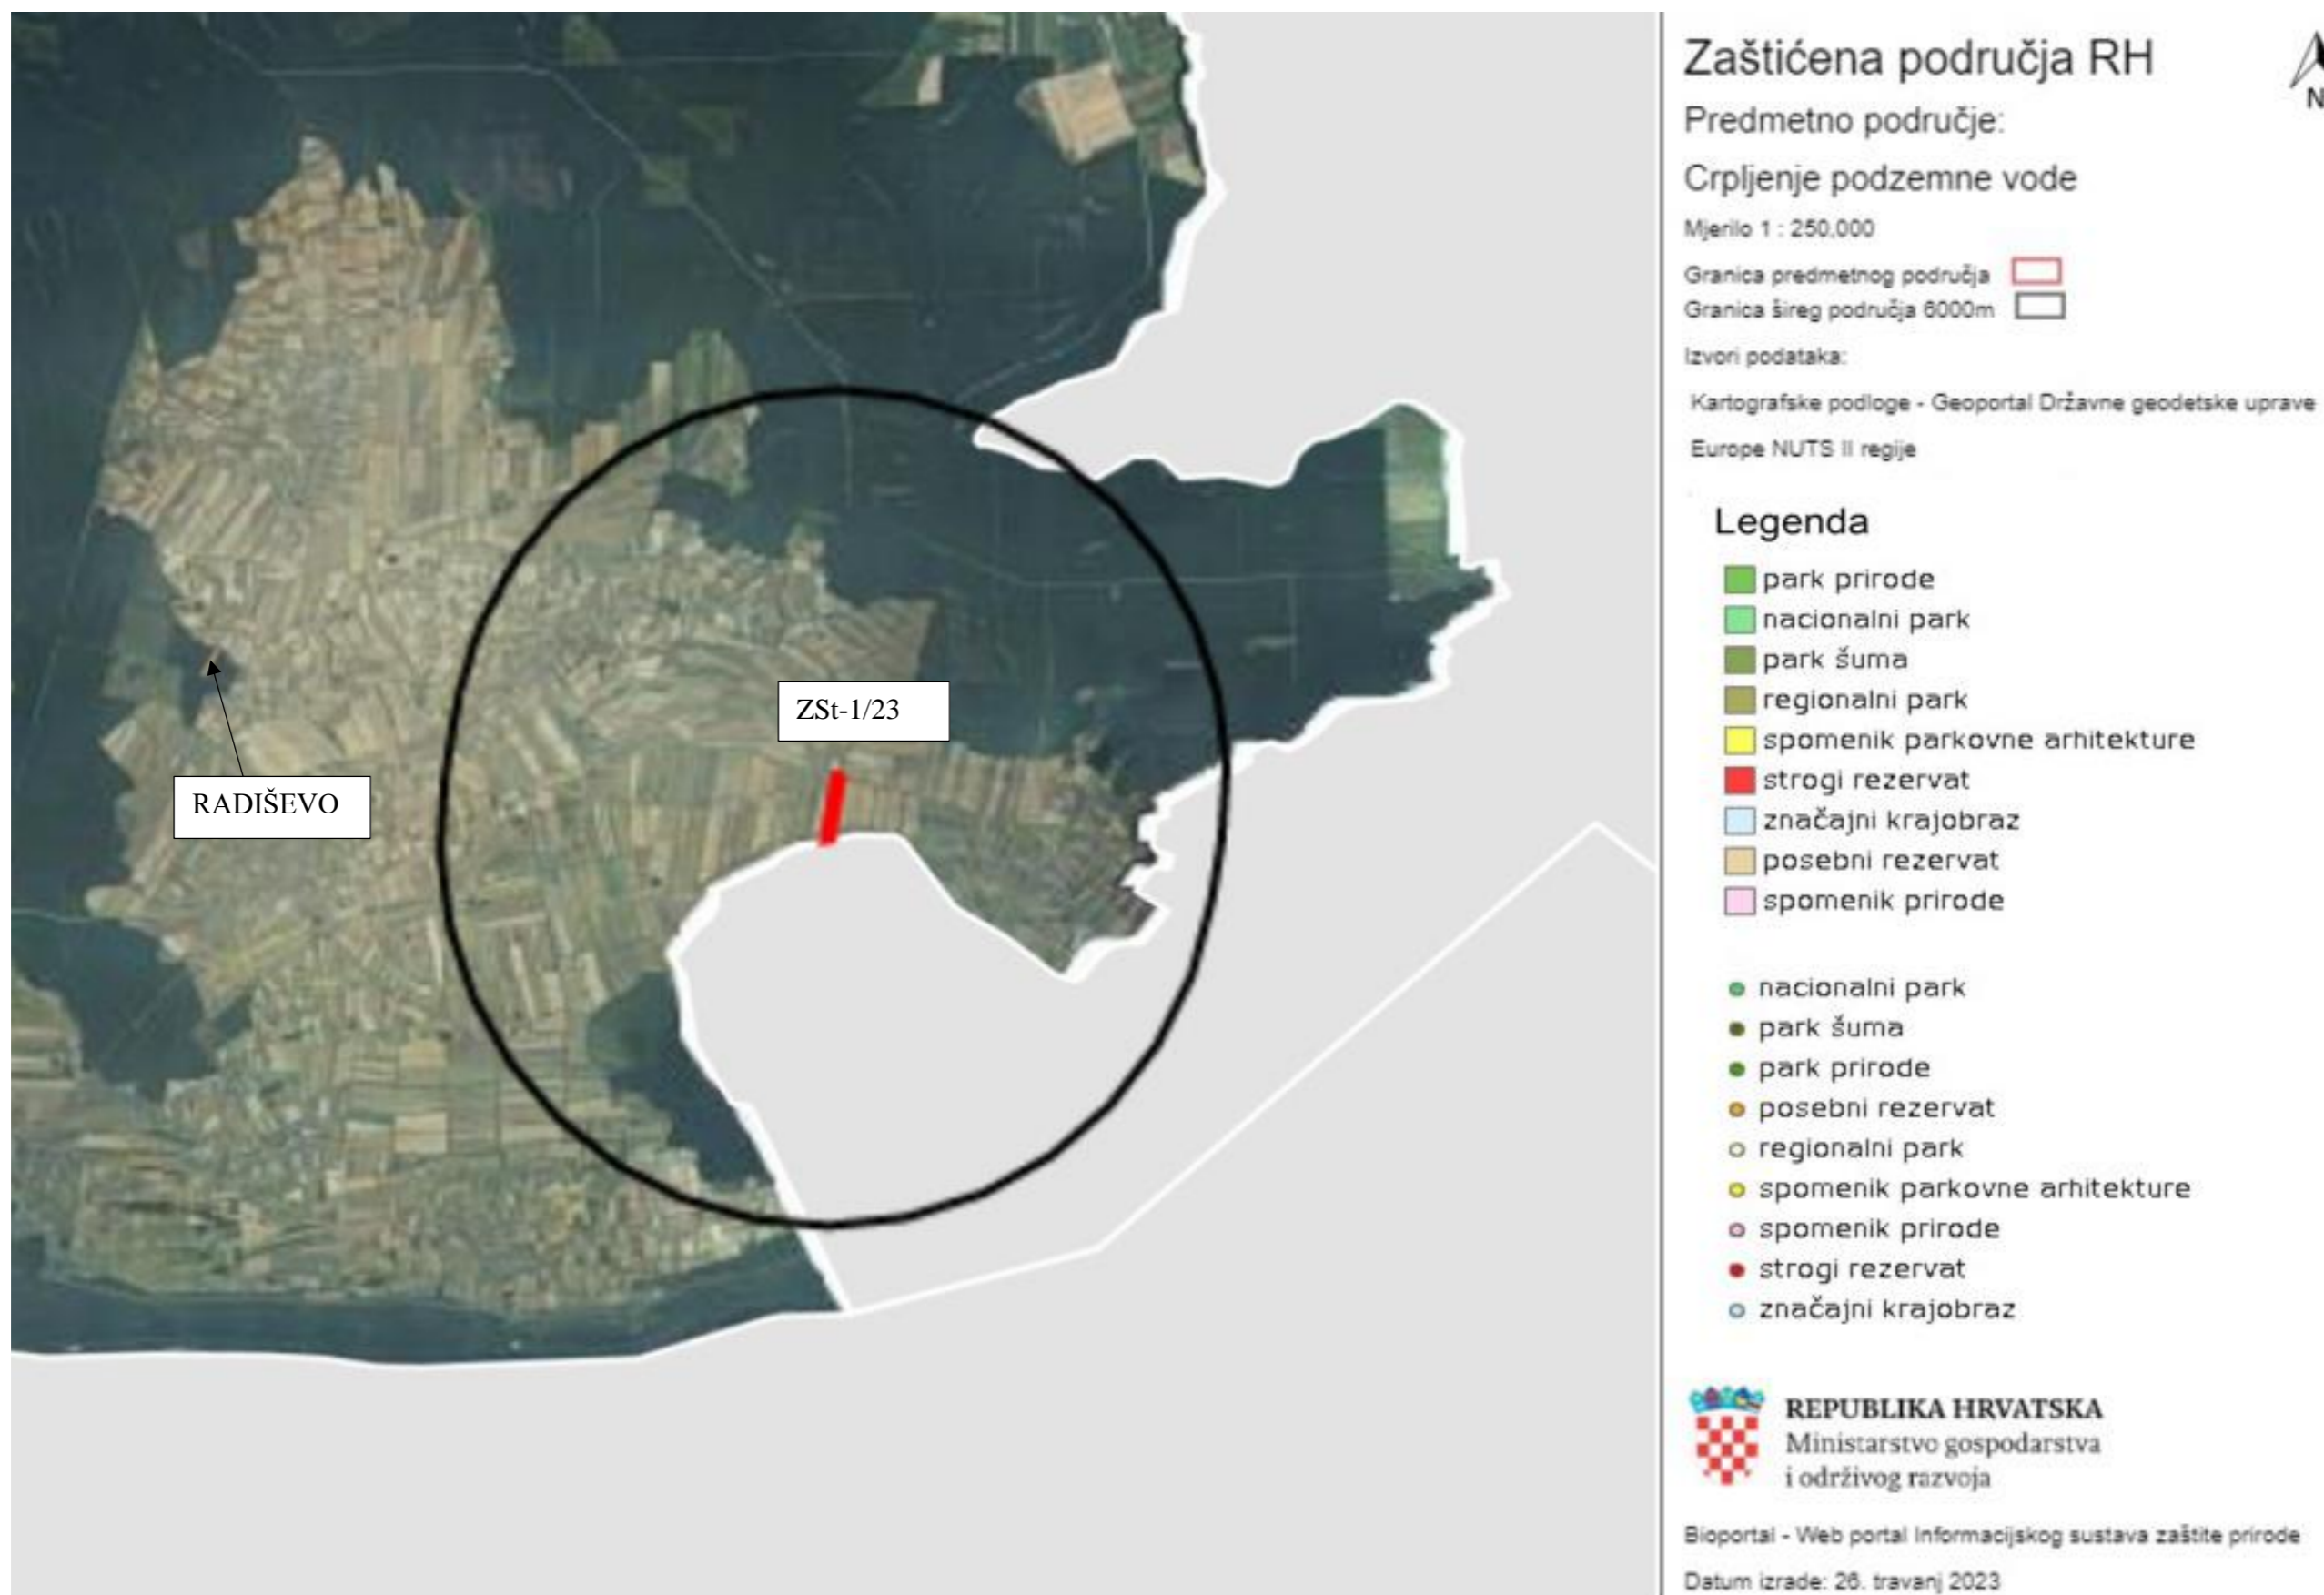 ZSt-1/23
RADIŠEVO
Zaštićena područja RH
N
Predmetno područje:
Crpljenje podzemne vode
Mjerilo 1 : 250,000
Granica predmetnog područja
Granica šireg područja 6000m
Izvori podataka:
Kartografske podloge - Geoportal Državne geodetske uprave
Europe NUTS II regije
Legenda
park prirode
nacionalni park
park šuma
regionalni park
spomenik parkovne arhitekture
strogi rezervat
značajni krajobraz
posebni rezervat
spomenik prirode
nacionalni park
park šuma
park prirode
posebni rezervat
regionalni park
spomenik parkovne arhitekture
spomenik prirode
strogi rezervat
značajni krajobraz
REPUBLIKA HRVATSKA
Ministarstvo gospodarstva
i održivog razvoja
Bioportal - Web portal Informacijskog sustava zaštite prirode
Datum izrade: 26. travanj 2023